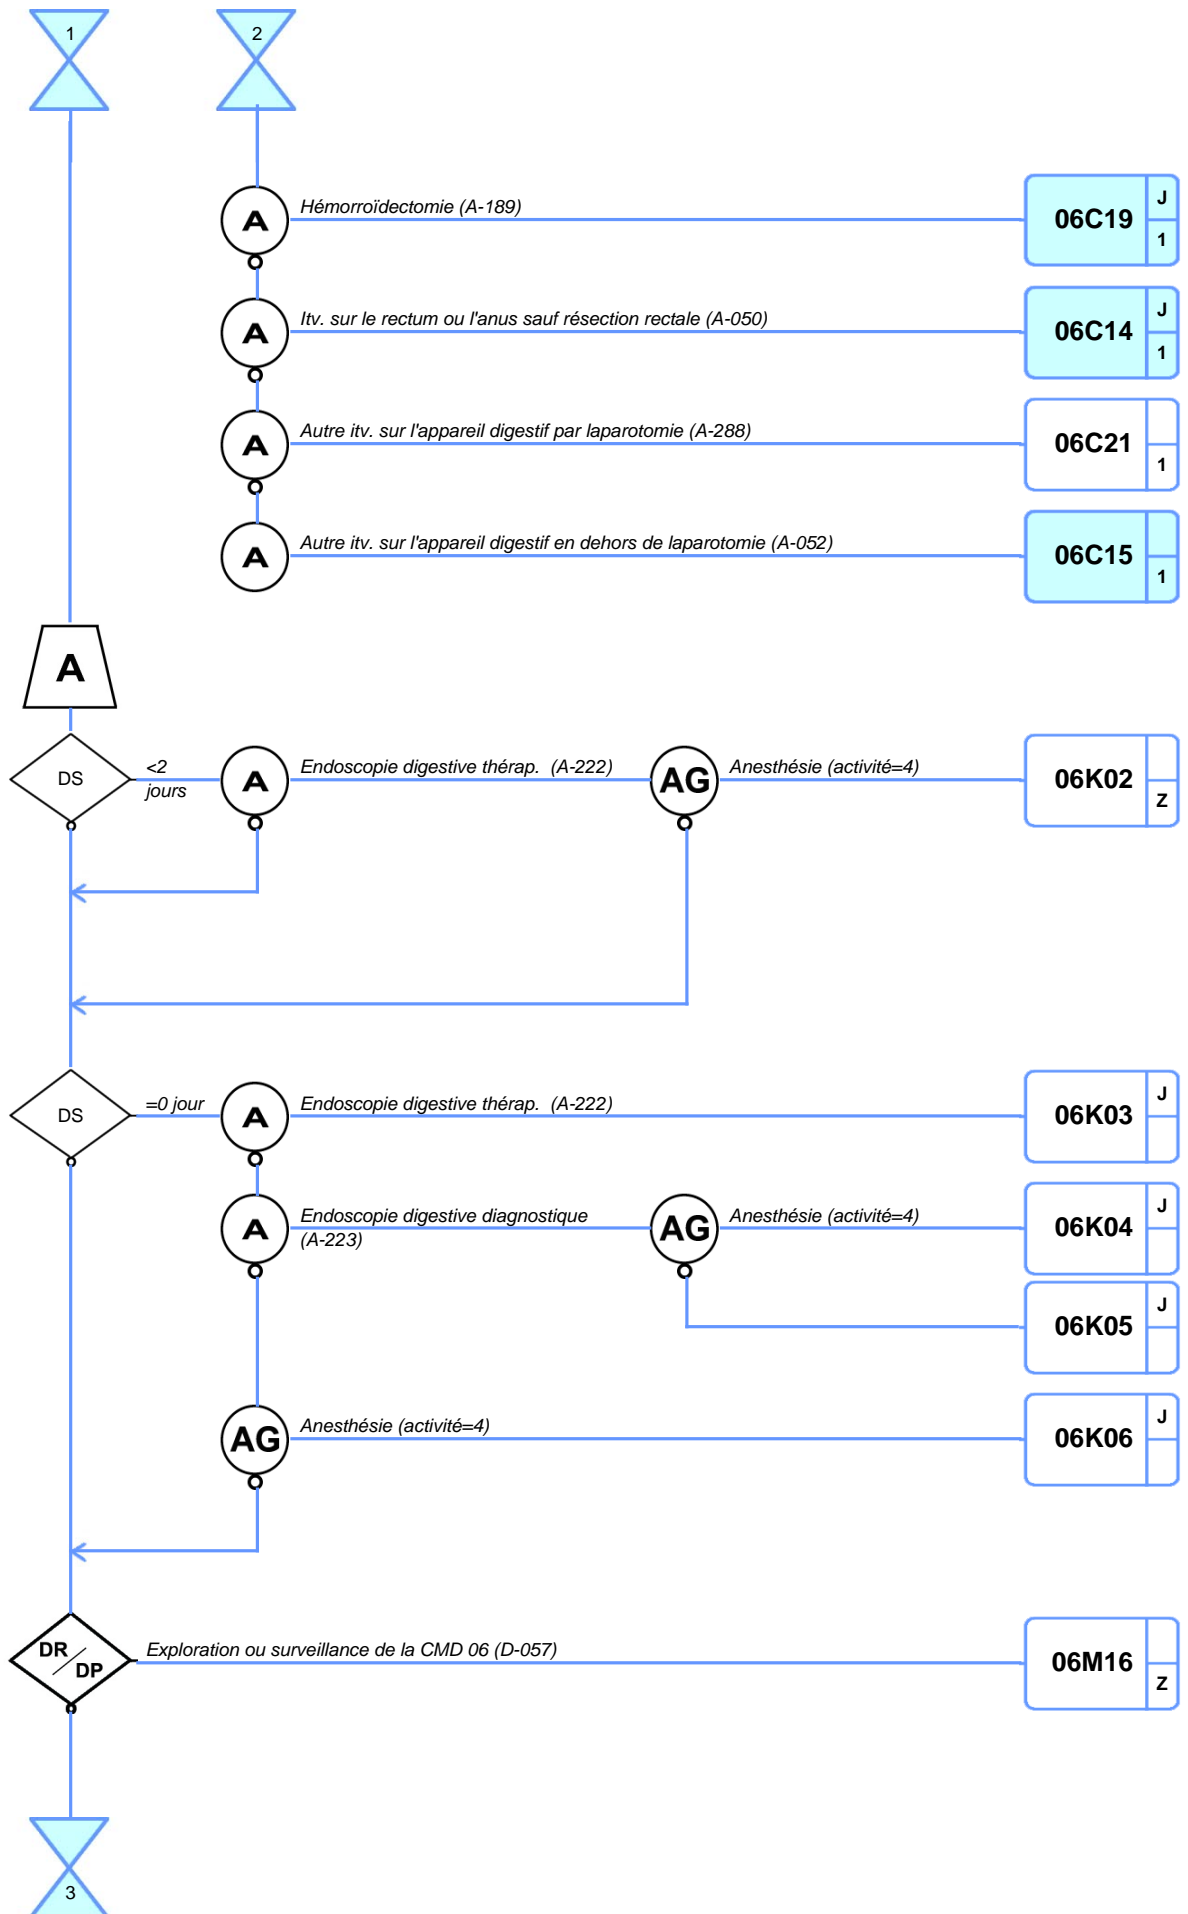 1
2
A
Hémorroïdectomie (A-189)
06C19
J
1
A
Itv. sur le rectum ou l'anus sauf résection rectale (A-050)
06C14
J
1
A
Autre itv. sur l'appareil digestif par laparotomie (A-288)
06C21
1
A
Autre itv. sur l'appareil digestif en dehors de laparotomie (A-052)
06C15
1
A
DS
<2
jours
A
Endoscopie digestive thérap. (A-222)
AG
Anesthésie (activité=4)
06K02
Z
DS
=0 jour
A
Endoscopie digestive thérap. (A-222)
06K03
J
A
Endoscopie digestive diagnostique
(A-223)
AG
Anesthésie (activité=4)
06K04
J
06K05
J
AG
Anesthésie (activité=4)
06K06
J
DR
DP
Exploration ou surveillance de la CMD 06 (D-057)
06M16
Z
3